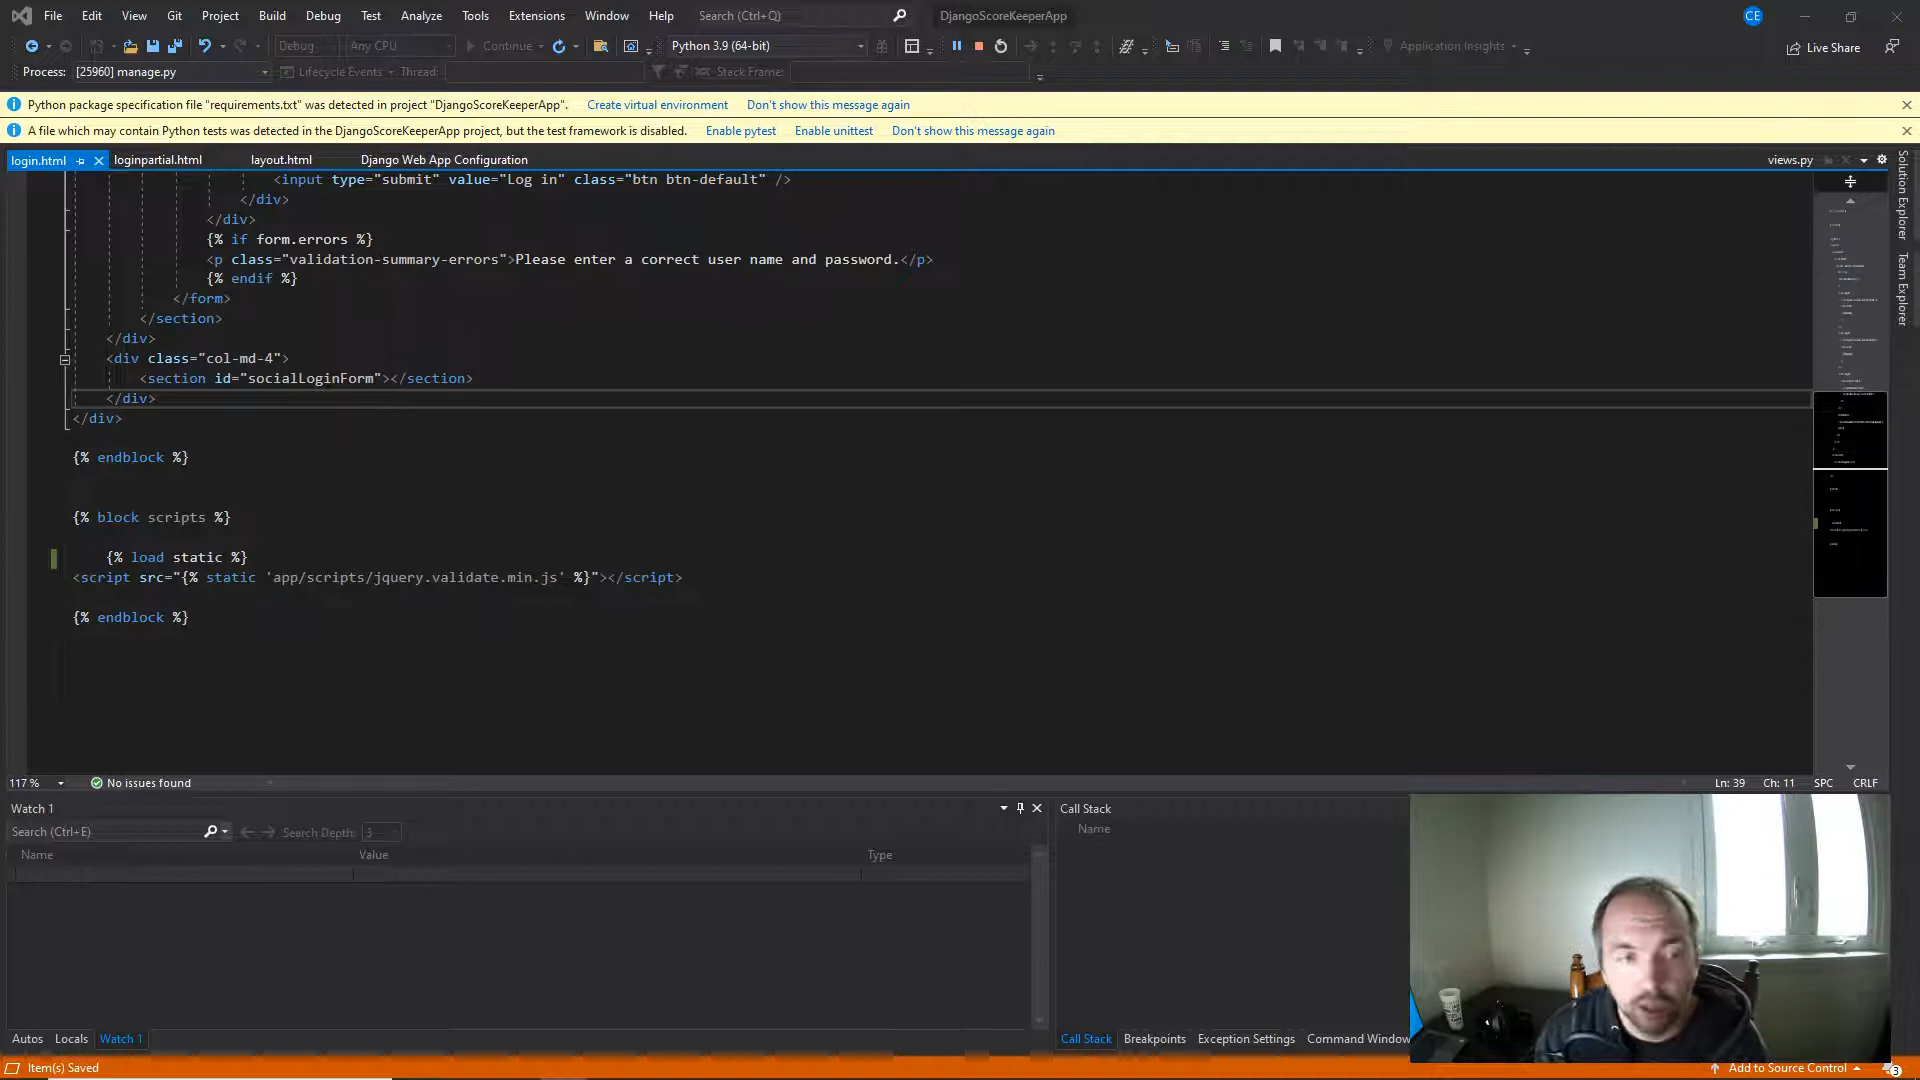 File Edit View Git Project Build Debug Test Analyze Tools Extensions Window Help Search (Ctrl+Q) DjangoScoreKeeperApp CE
Debug Any CPU Continue Python 3.9 (64-bit) Application Insights Live Share
Process: [25960] manage.py Lifecycle Events Thread: Stack Frame:
Python package specification file "requirements.txt" was detected in project "DjangoScoreKeeperApp". Create virtual environment Don't show this message again
A file which may contain Python tests was detected in the DjangoScoreKeeperApp project, but the test framework is disabled. Enable pytest Enable unittest Don't show this message again
login.html loginpartial.html layout.html Django Web App Configuration views.py
<input type="submit" value="Log in" class="btn btn-default" />
</div>
</div>
{% if form.errors %}
<p class="validation-summary-errors">Please enter a correct user name and password.</p>
{% endif %}
</form>
</section>
</div>
<div class="col-md-4">
<section id="socialLoginForm"></section>
</div>
</div>
{% endblock %}
{% block scripts %}
{% load static %}
<script src="{% static 'app/scripts/jquery.validate.min.js' %}"></script>
{% endblock %}
Solution Explorer
Team Explorer
117 % No issues found Ln: 39 Ch: 11 SPC CRLF
Watch 1
Search (Ctrl+E) Search Depth: 3
Name Value Type
Autos Locals Watch 1
Call Stack
Name
Call Stack Breakpoints Exception Settings Command Window
Item(s) Saved Add to Source Control 3